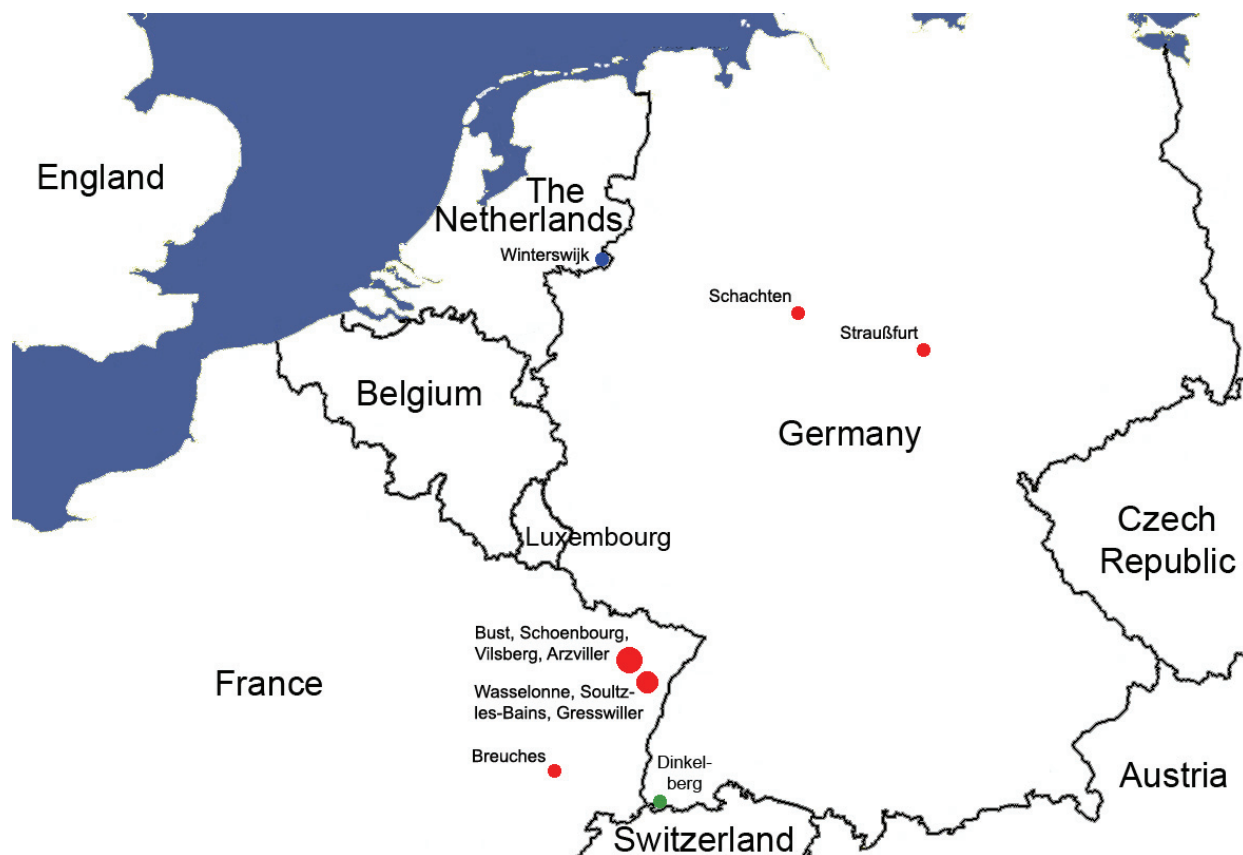 England
The
Netherlands
Winterswijk
Schachten
Straußfurt
Belgium
Germany
Luxembourg
Czech
Republic
Bust, Schoenbourg,
Vilsberg, Arzviller
France
Wasselonne, Soultz-
les-Bains, Gresswiller
Breuches
Dinkel-
berg
Austria
Switzerland